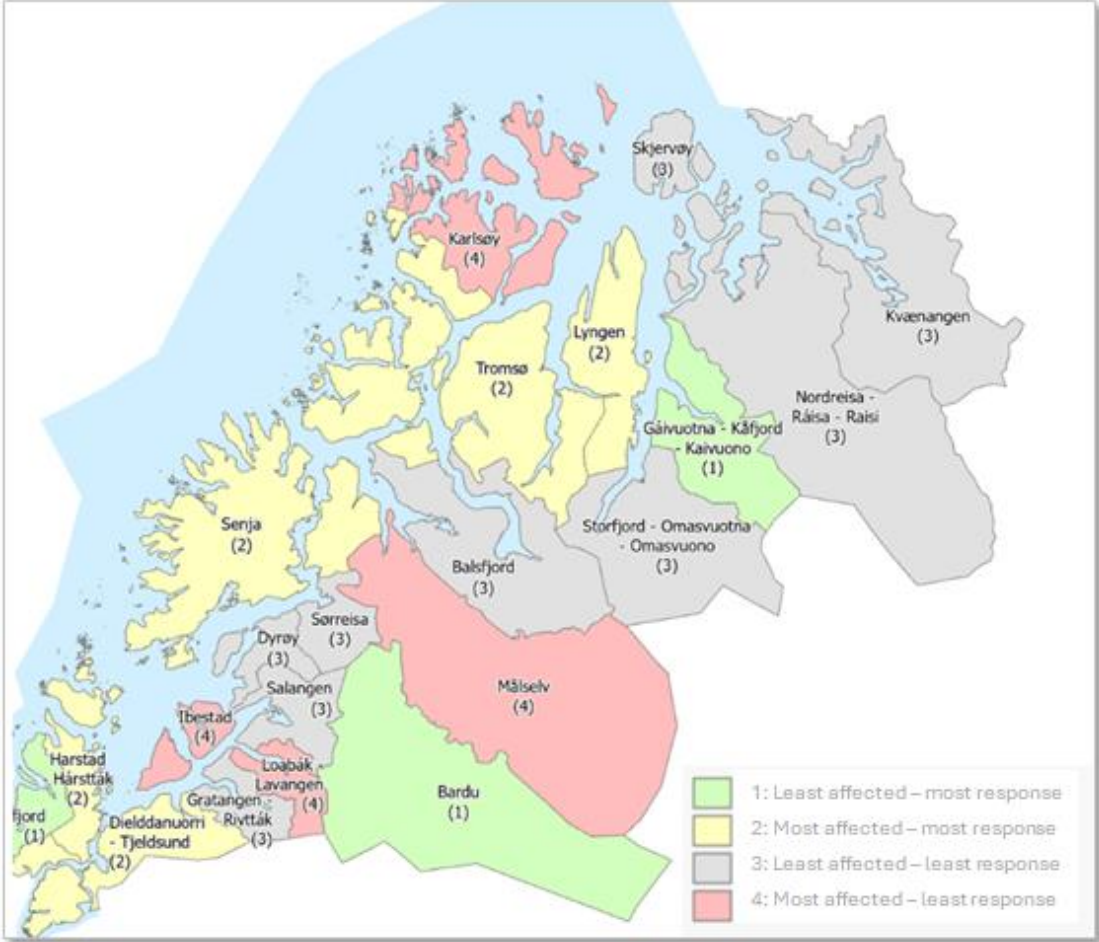 Skjervøy
(3)
Karlsøy
(4)
Kvænangen
(3)
Lyngen
(2)
Tromsø
(2)
Nordreisa -
Ráisa - Raisi
(3)
Gáivuotna - Kåfjord
- Kaivuono
(1)
Senja
(2)
Storfjord - Omasvuotna
- Omasvuono
(3)
Balsfjord
(3)
Sørreisa
(3)
Dyrøy
(3)
Salangen
(3)
Målselv
(4)
Ibestad
(4)
Harstad
Hárstták
(2)
Loabák -
Lavangen
(4)
Bardu
(1)
Gratangen
Rivtták
(3)
fjord
(1)
Dielddanuorri
- Tjeldsund
(2)
1: Least affected – most response
2: Most affected – most response
3: Least affected – least response
4: Most affected – least response